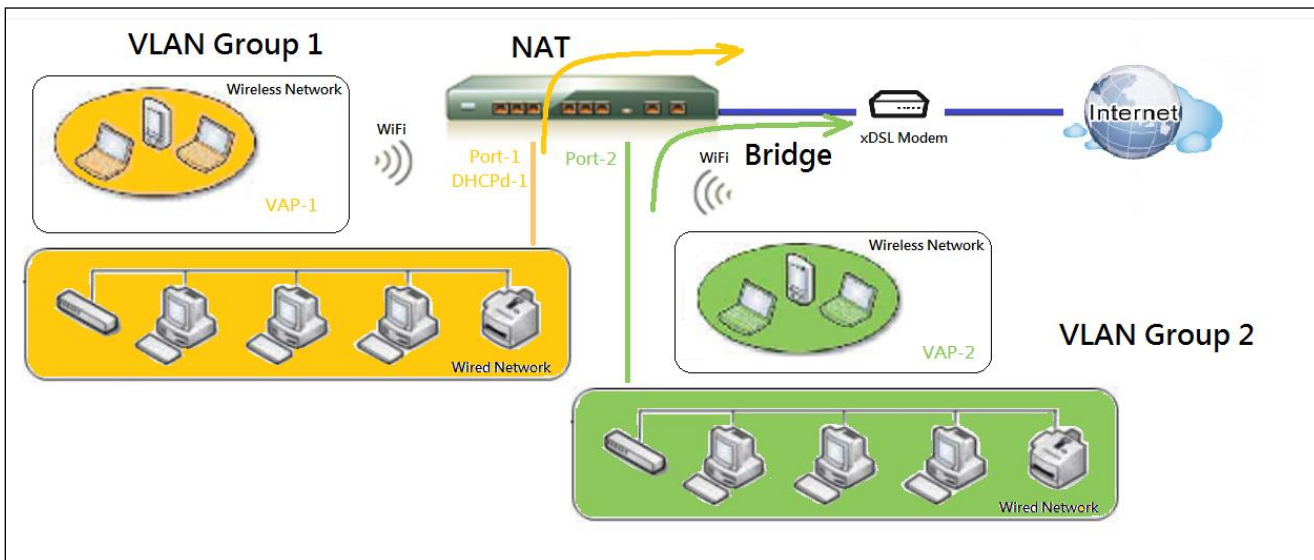 VLAN Group 1
NAT
Wireless Network
VAP-1
WiFi
Port-1
DHCPd-1
Port-2
WiFi
Bridge
xDSL Modem
Internet
Wired Network
Wireless Network
VAP-2
VLAN Group 2
Wired Network